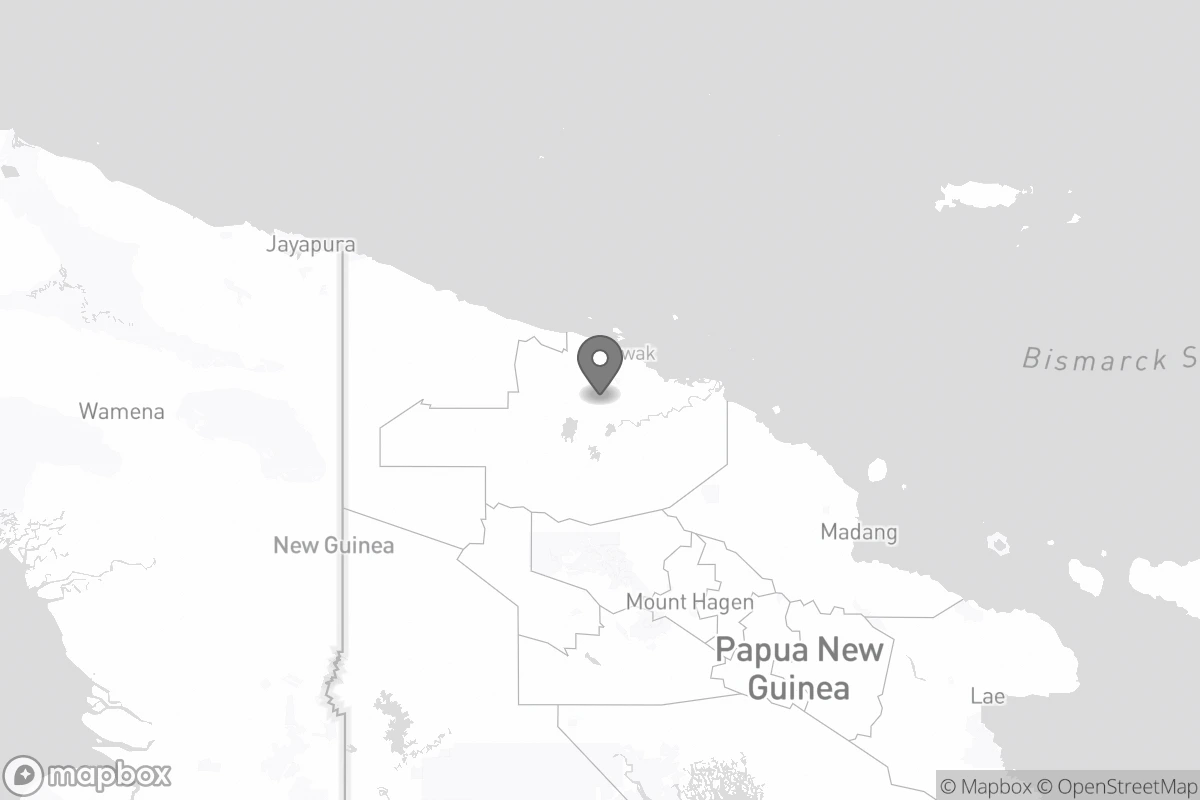 Jayapura
wak
Bismarck S
Wamena
Madang
New Guinea
Mount Hagen
Papua New
Guinea
Lae
mapbox
© Mapbox © OpenStreetMap